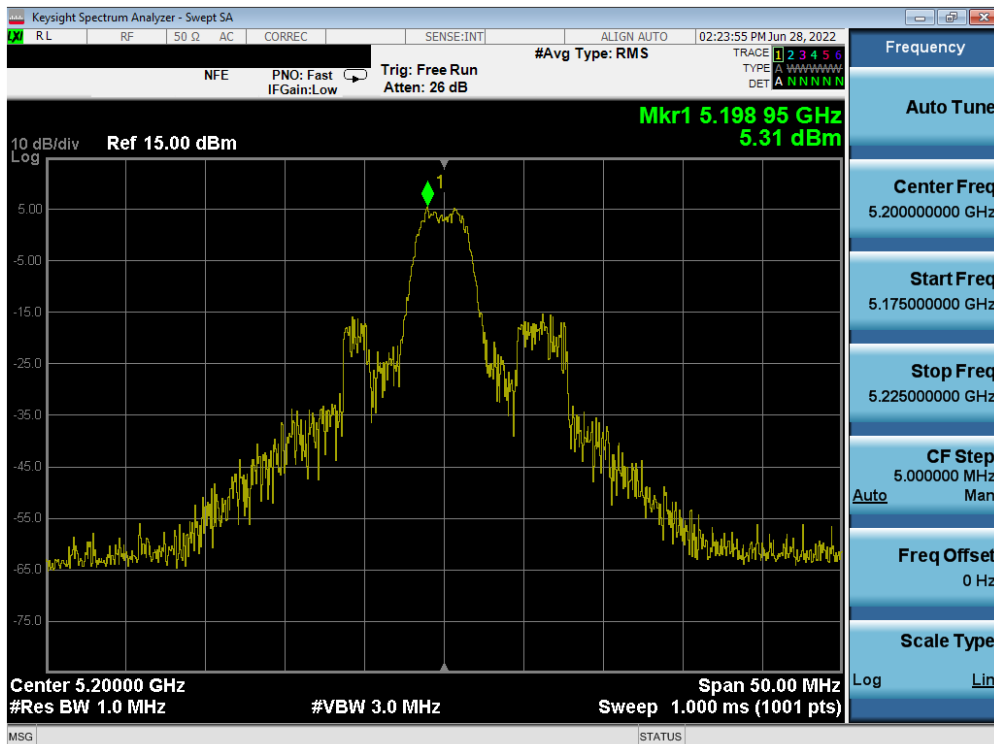 Keysight Spectrum Analyzer - Swept SA
LXI RL RF 50 Ω AC CORREC SENSE:INT ALIGN AUTO 02:23:55 PM Jun 28, 2022
#Avg Type: RMS TRACE 1 2 3 4 5 6
NFE PNO: Fast Trig: Free Run TYPE A WWWWW
IFGain:Low Atten: 26 dB DET A N N N N N
Mkr1 5.198 95 GHz
10 dB/div Ref 15.00 dBm 5.31 dBm
Log
1
5.00
-5.00
-15.0
-25.0
-35.0
-45.0
-55.0
-65.0
-75.0
Center 5.20000 GHz Span 50.00 MHz
#Res BW 1.0 MHz #VBW 3.0 MHz Sweep 1.000 ms (1001 pts)
MSG STATUS
Frequency
Auto Tune
Center Freq
5.200000000 GHz
Start Freq
5.175000000 GHz
Stop Freq
5.225000000 GHz
CF Step
5.000000 MHz
Auto Man
Freq Offset
0 Hz
Scale Type
Log Lin